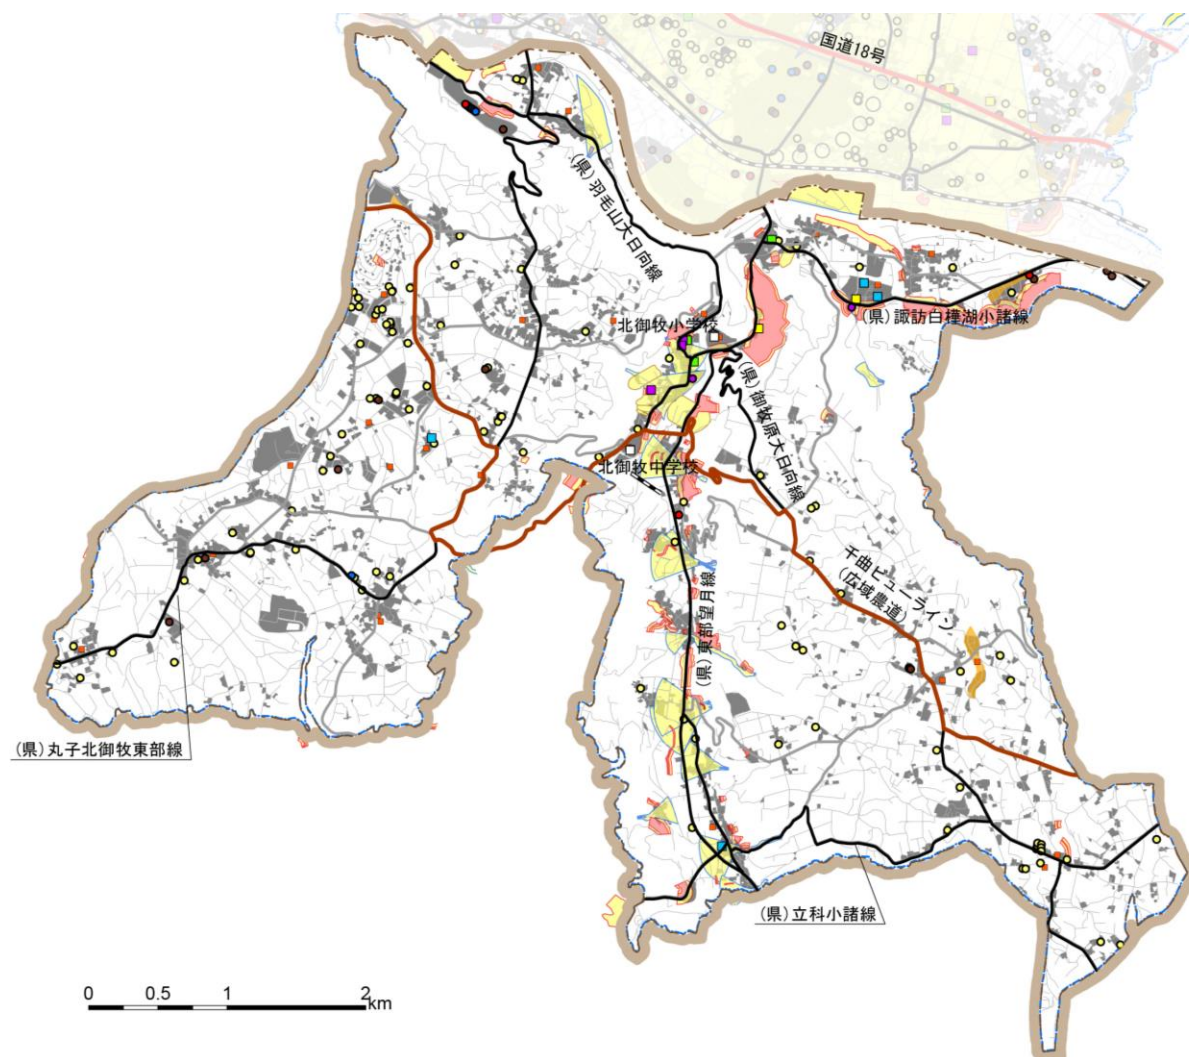 国道18号
(県)羽毛山大日向線
北御牧小学校
(県)諏訪白樺湖小諸線
(県)御牧原大日向線
北御牧中学校
千曲ビューライン
(広域農道)
(県)東部望月線
(県)丸子北御牧東部線
(県)立科小諸線
0 0.5 1 2
km